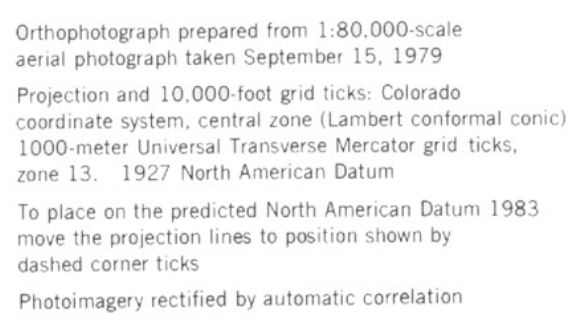 Orthophotograph prepared from 1:80,000-scale
aerial photograph taken September 15, 1979
Projection and 10,000-foot grid ticks: Colorado
coordinate system, central zone (Lambert conformal conic)
1000-meter Universal Transverse Mercator grid ticks,
zone 13. 1927 North American Datum
To place on the predicted North American Datum 1983
move the projection lines to position shown by
dashed corner ticks
Photoimagery rectified by automatic correlation